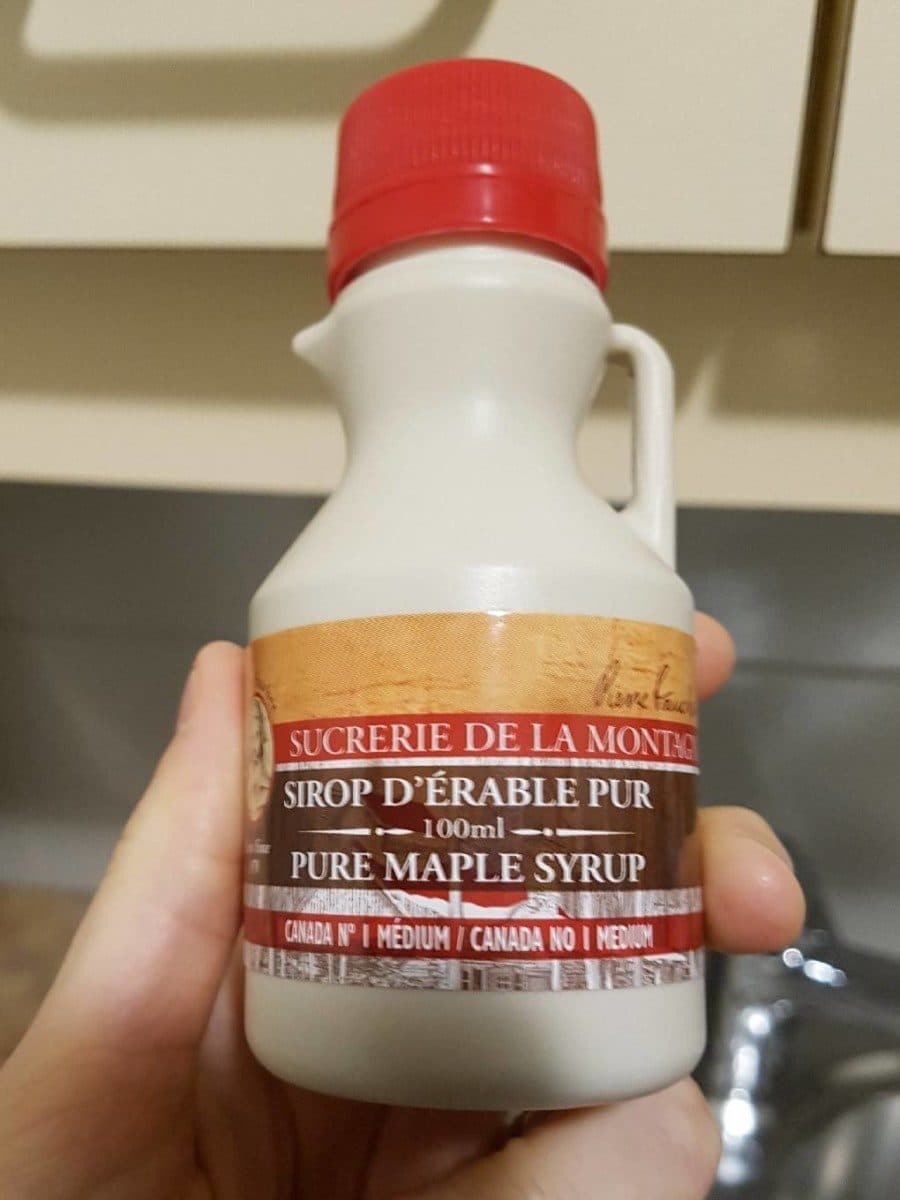 SUCRERIE DE LA MONTAG
SIROP D'ÉRABLE PUR
100ml
PURE MAPLE SYRUP
CANADA Nº 1 MÉDIUM / CANADA NO 1 MEDIUM